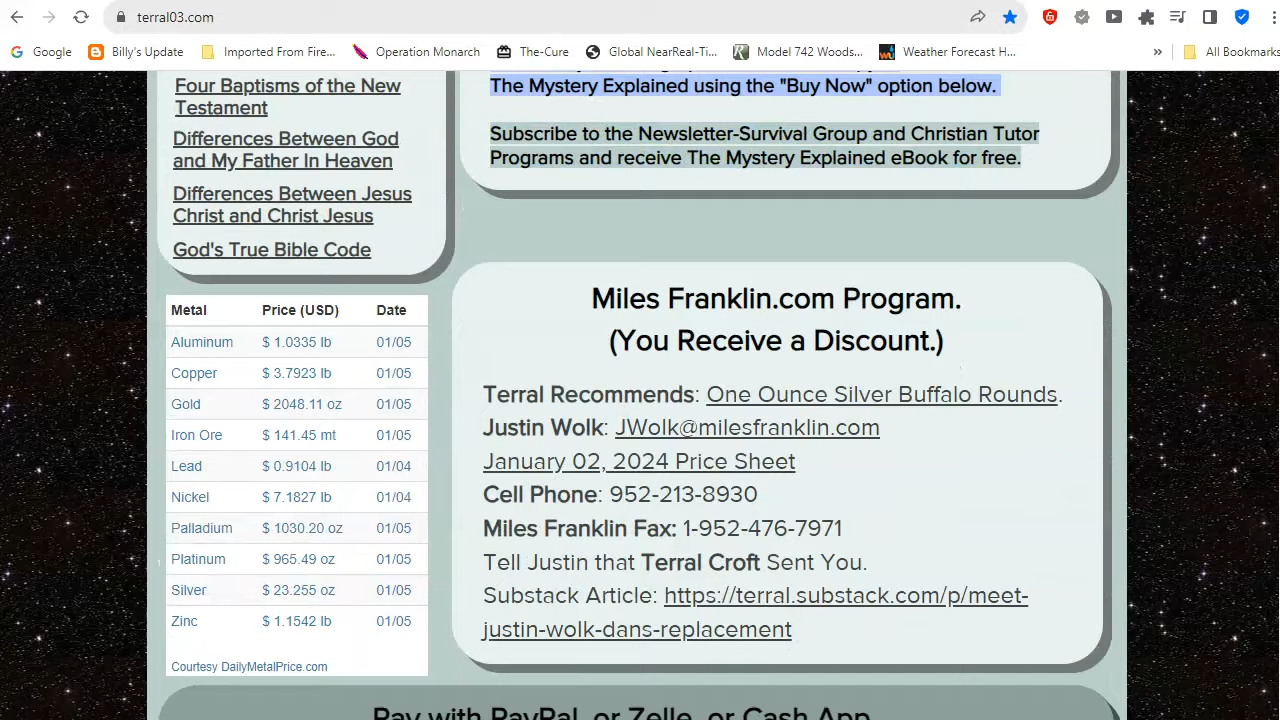 terral03.com
Google
Billy's Update
Imported From Fire...
Operation Monarch
The-Cure
Global NearReal-Ti...
Model 742 Woods...
Weather Forecast H...
»
All Bookmarks
Four Baptisms of the New
Testament
Differences Between God
and My Father In Heaven
Differences Between Jesus
Christ and Christ Jesus
God's True Bible Code
Metal Price (USD) Date
Aluminum $ 1.0335 lb 01/05
Copper $ 3.7923 lb 01/05
Gold $ 2048.11 oz 01/05
Iron Ore $ 141.45 mt 01/05
Lead $ 0.9104 lb 01/04
Nickel $ 7.1827 lb 01/04
Palladium $ 1030.20 oz 01/05
Platinum $ 965.49 oz 01/05
Silver $ 23.255 oz 01/05
Zinc $ 1.1542 lb 01/05
Courtesy DailyMetalPrice.com
The Mystery Explained using the "Buy Now" option below.
Subscribe to the Newsletter-Survival Group and Christian Tutor
Programs and receive The Mystery Explained eBook for free.
Miles Franklin.com Program.
(You Receive a Discount.)
Terral Recommends: One Ounce Silver Buffalo Rounds.
Justin Wolk: JWolk@milesfranklin.com
January 02, 2024 Price Sheet
Cell Phone: 952-213-8930
Miles Franklin Fax: 1-952-476-7971
Tell Justin that Terral Croft Sent You.
Substack Article: https://terral.substack.com/p/meet-
justin-wolk-dans-replacement
Pay with PayPal, or Zelle, or Cash App